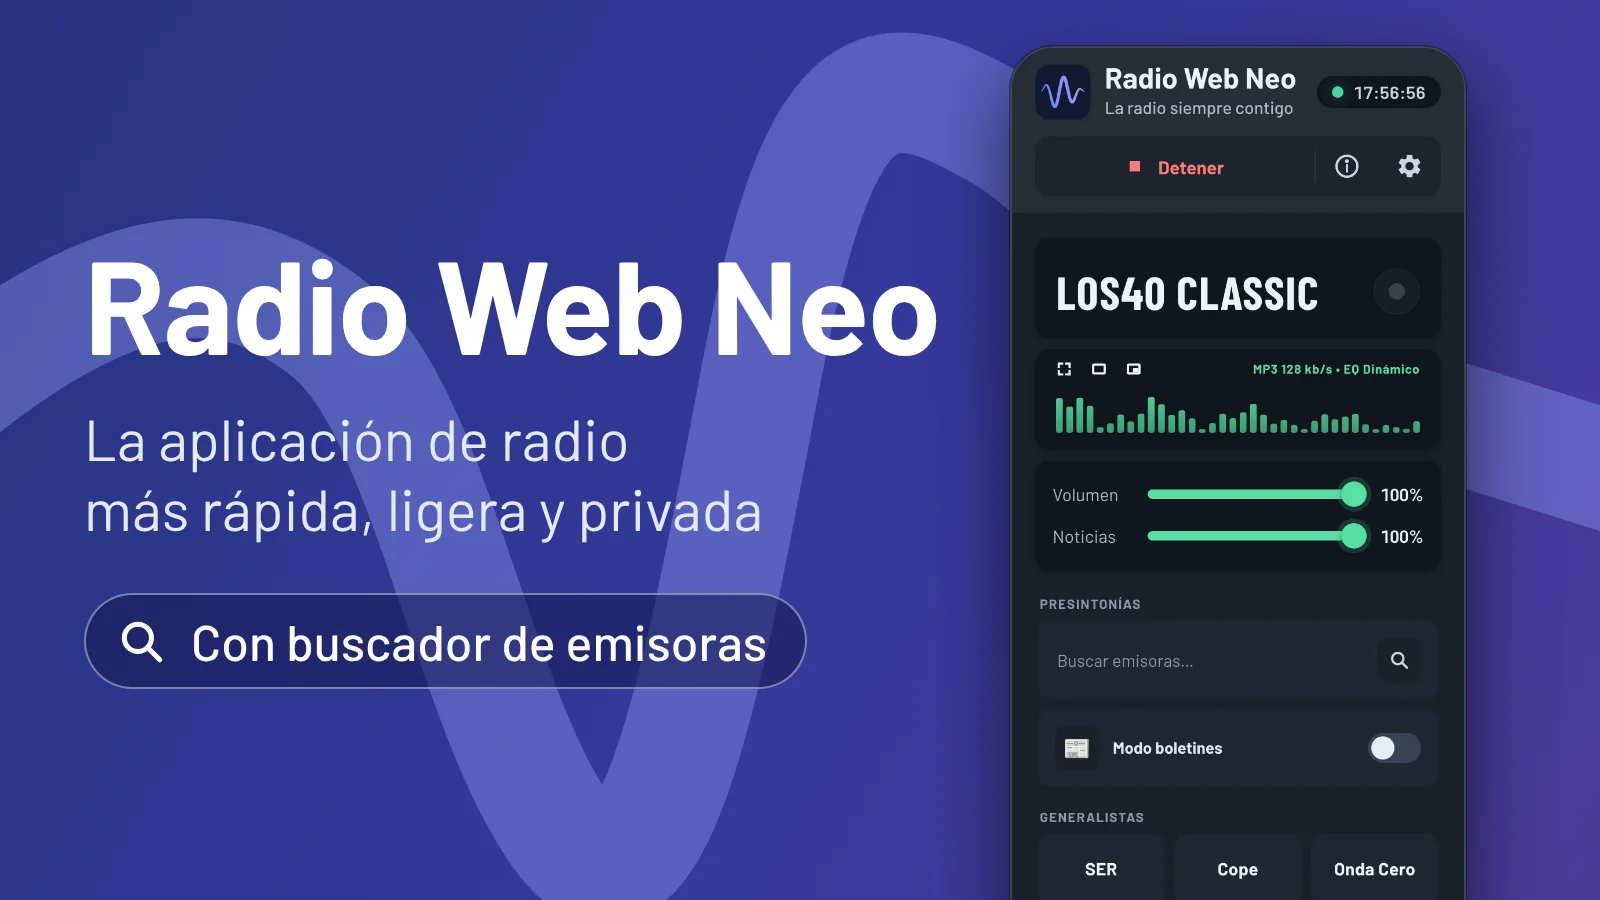 Radio Web Neo
La aplicación de radio
más rápida, ligera y privada
Con buscador de emisoras
Radio Web Neo
La radio siempre contigo
17:56:56
Detener
LOS40 CLASSIC
MP3 128 kb/s • EQ Dinámico
Volumen 100%
Noticias 100%
PRESINTONÍAS
Buscar emisoras...
Modo boletines
GENERALISTAS
SER Cope Onda Cero